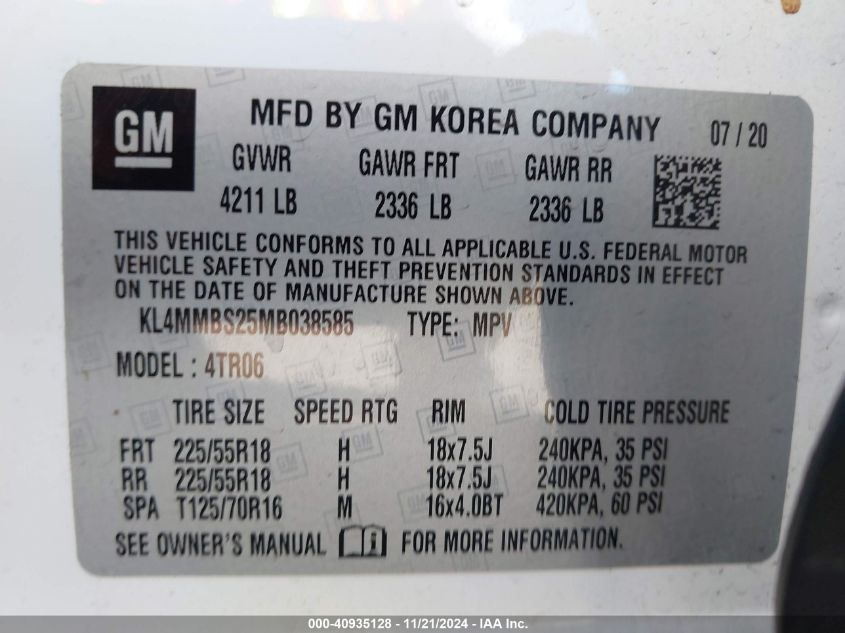 GM
MFD BY GM KOREA COMPANY 07 / 20
GVWR GAWR FRT GAWR RR
4211 LB 2336 LB 2336 LB
THIS VEHICLE CONFORMS TO ALL APPLICABLE U.S. FEDERAL MOTOR
VEHICLE SAFETY AND THEFT PREVENTION STANDARDS IN EFFECT
ON THE DATE OF MANUFACTURE SHOWN ABOVE.
KL4MMBS25MB038585 TYPE: MPV
MODEL : 4TR06
TIRE SIZE SPEED RTG RIM COLD TIRE PRESSURE
FRT 225/55R18 H 18x7.5J 240KPA, 35 PSI
RR 225/55R18 H 18x7.5J 240KPA, 35 PSI
SPA T125/70R16 M 16x4.0BT 420KPA, 60 PSI
SEE OWNER'S MANUAL i FOR MORE INFORMATION.
000-40935128 - 11/21/2024 - IAA Inc.